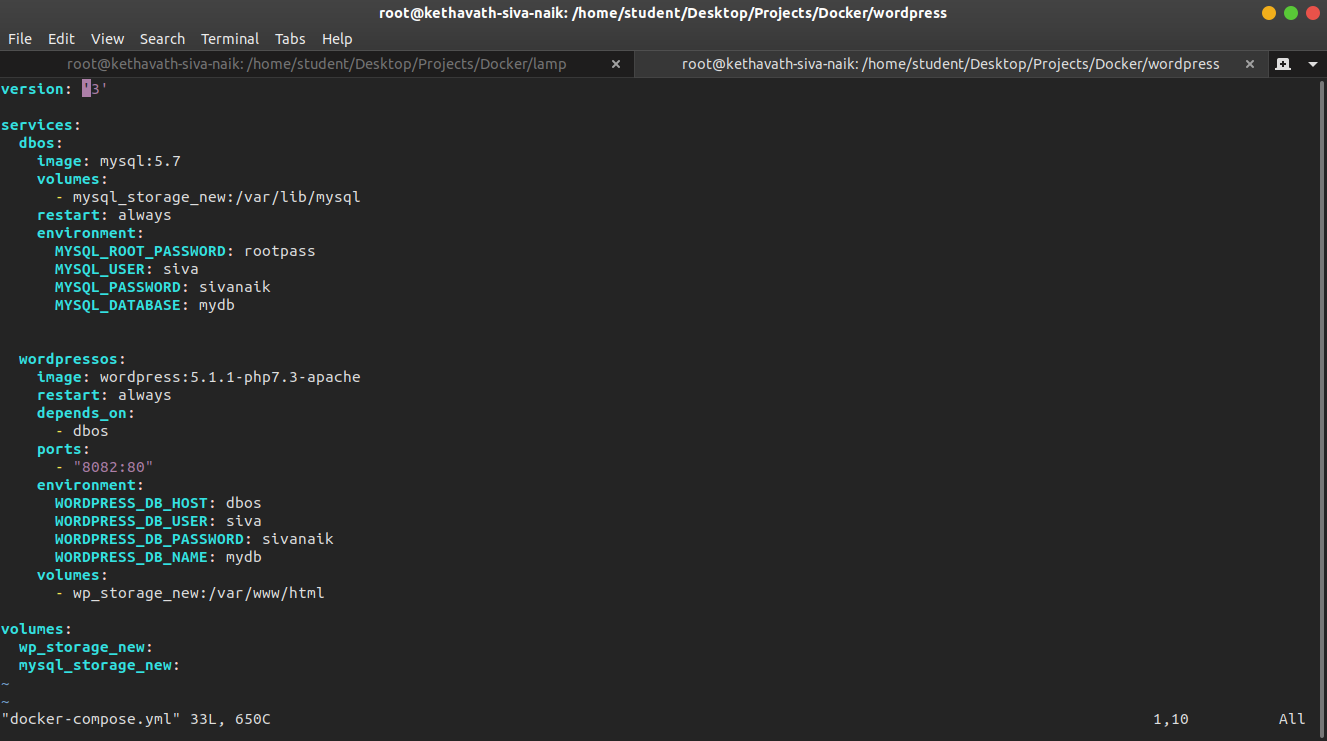 root@kethavath-siva-naik: /home/student/Desktop/Projects/Docker/wordpress
File Edit View Search Terminal Tabs Help
root@kethavath-siva-naik: /home/student/Desktop/Projects/Docker/lamp × root@kethavath-siva-naik: /home/student/Desktop/Projects/Docker/wordpress ×
version: '3'

services:
  dbos:
    image: mysql:5.7
    volumes:
      - mysql_storage_new:/var/lib/mysql
    restart: always
    environment:
      MYSQL_ROOT_PASSWORD: rootpass
      MYSQL_USER: siva
      MYSQL_PASSWORD: sivanaik
      MYSQL_DATABASE: mydb


  wordpressos:
    image: wordpress:5.1.1-php7.3-apache
    restart: always
    depends_on:
      - dbos
    ports:
      - "8082:80"
    environment:
      WORDPRESS_DB_HOST: dbos
      WORDPRESS_DB_USER: siva
      WORDPRESS_DB_PASSWORD: sivanaik
      WORDPRESS_DB_NAME: mydb
    volumes:
      - wp_storage_new:/var/www/html

volumes:
  wp_storage_new:
  mysql_storage_new:
~
~
"docker-compose.yml" 33L, 650C 1,10 All